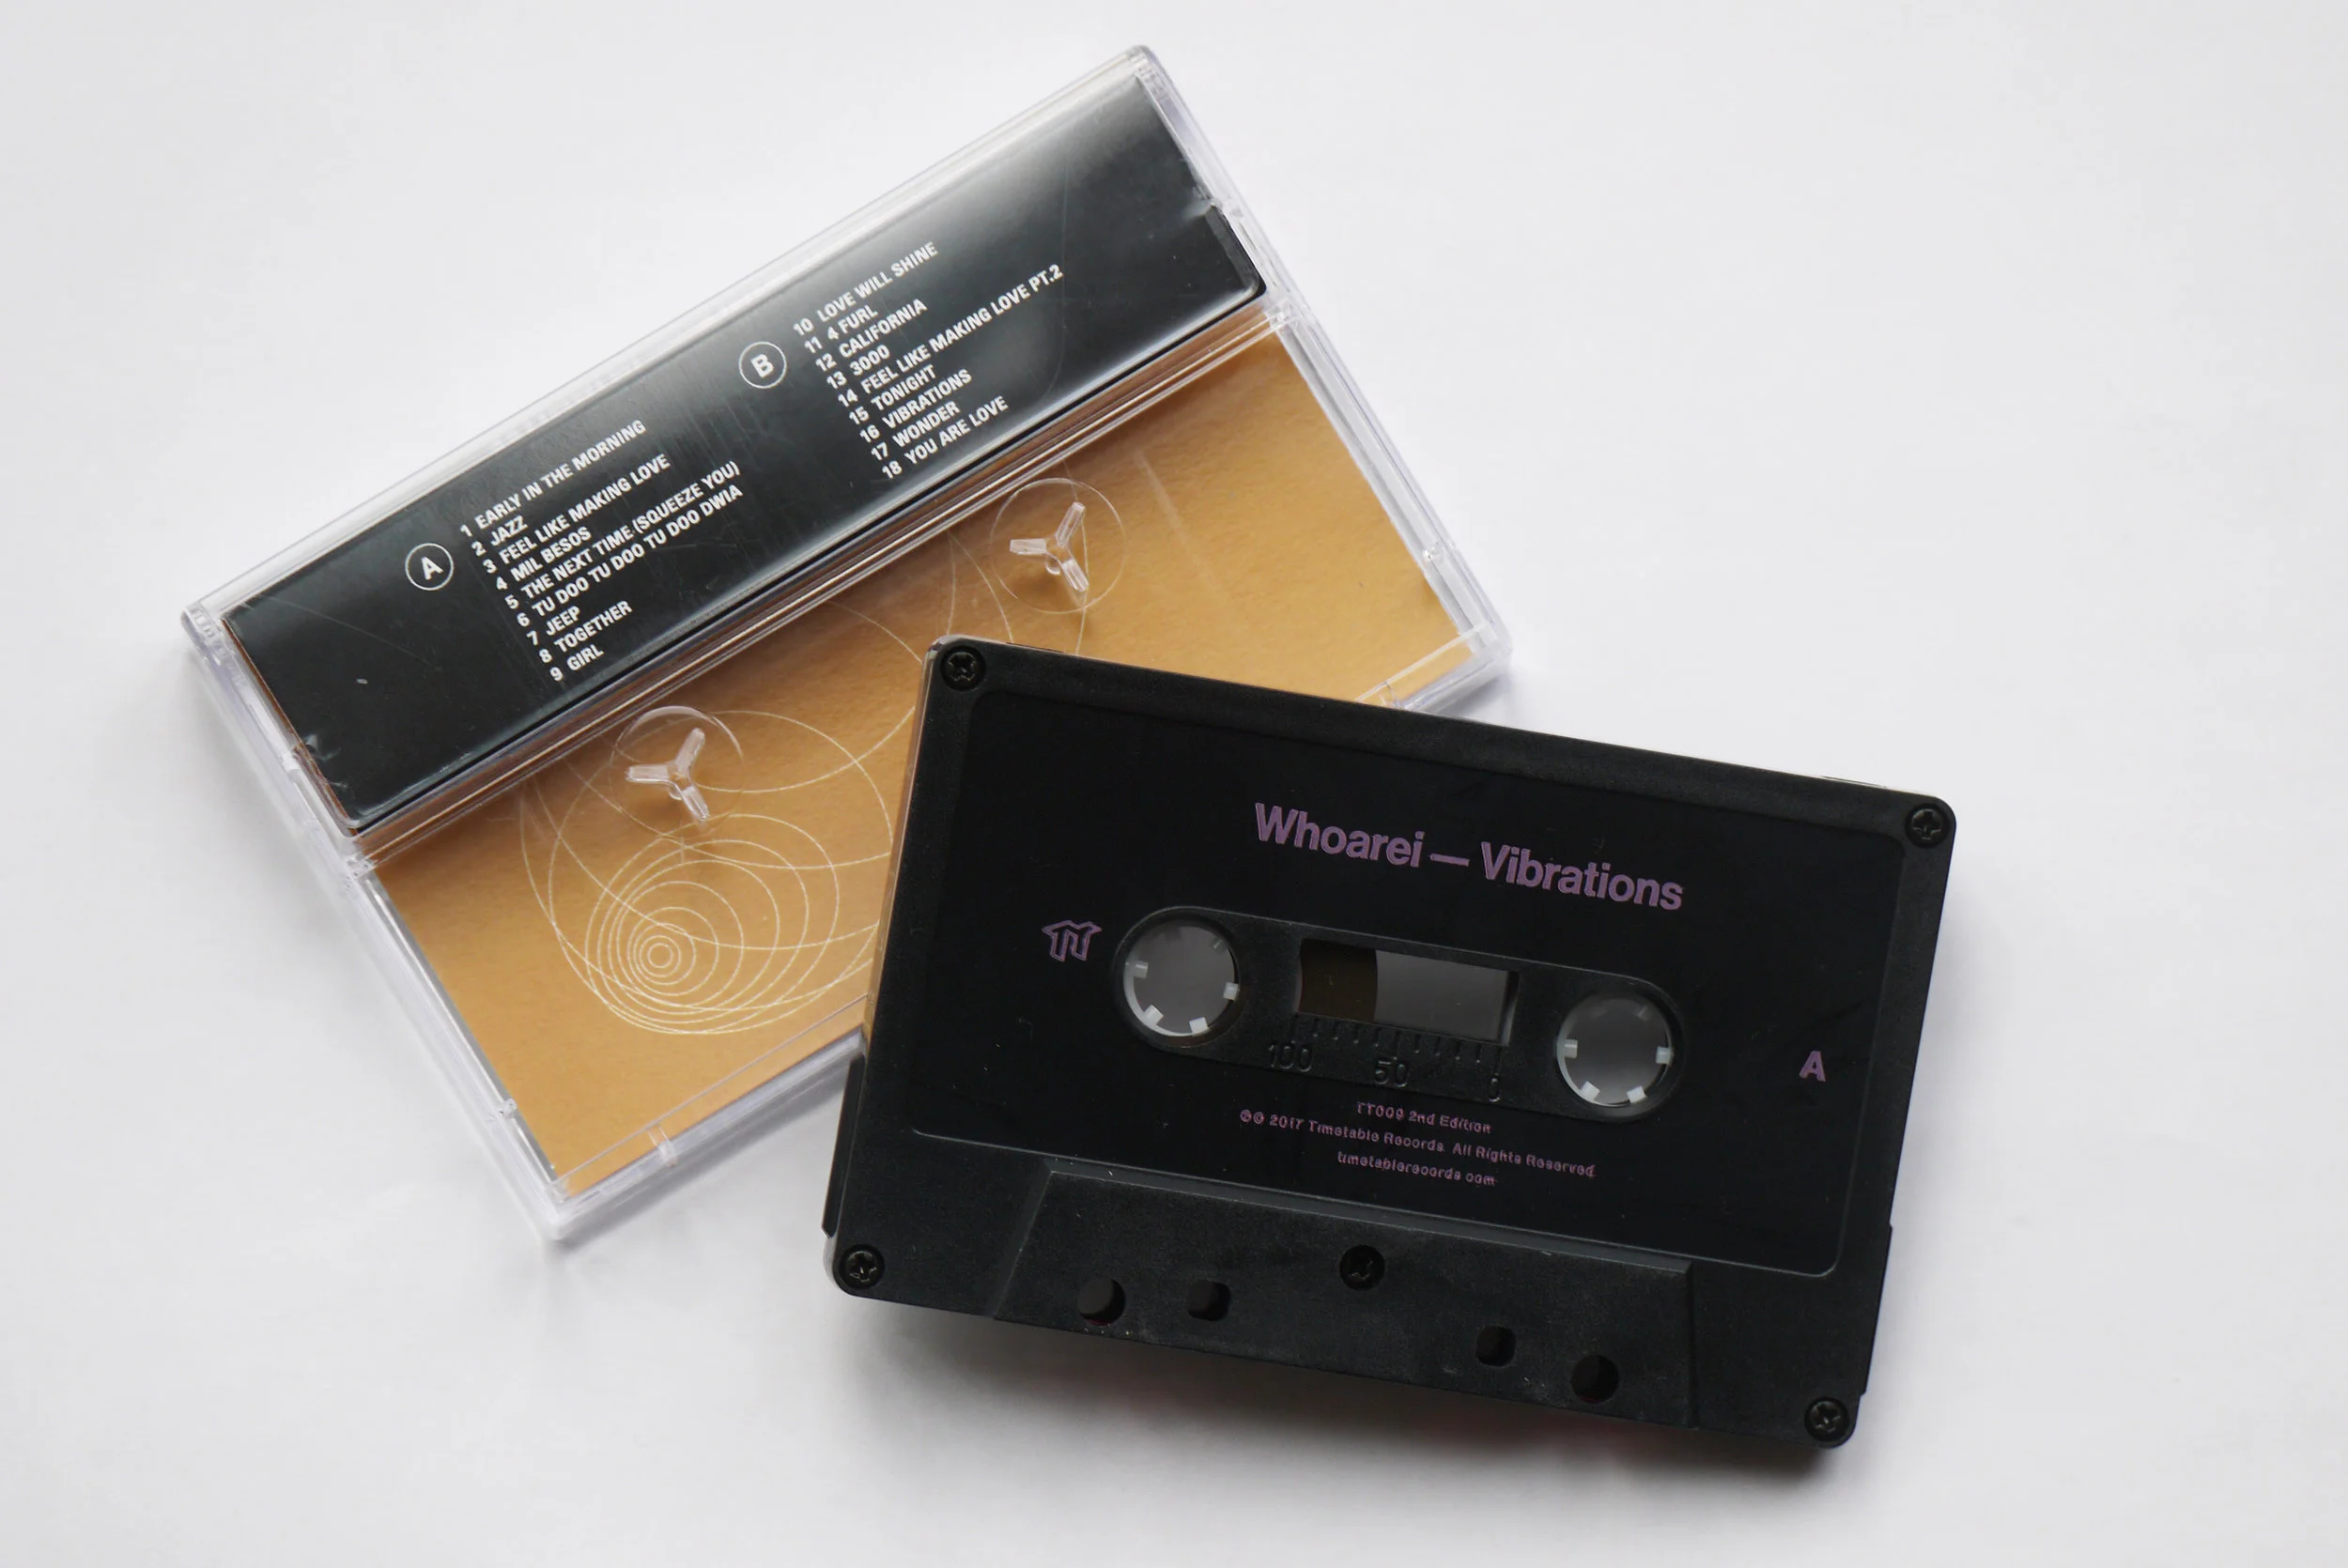 A
1 EARLY IN THE MORNING
2 JAZZ
3 FEEL LIKE MAKING LOVE
4 MIL BESOS
5 THE NEXT TIME (SQUEEZE YOU)
6 TU DOO TU DOO TU DOO DWIA
7 JEEP
8 TOGETHER
9 GIRL
B
10 LOVE WILL SHINE
11 4 FURL
12 CALIFORNIA
13 3000
14 FEEL LIKE MAKING LOVE PT.2
15 TONIGHT
16 VIBRATIONS
17 WONDER
18 YOU ARE LOVE
Whoarei — Vibrations
A
100 50 0
TT009 2nd Edition
℗© 2017 Timetable Records. All Rights Reserved.
timetablerecords.com